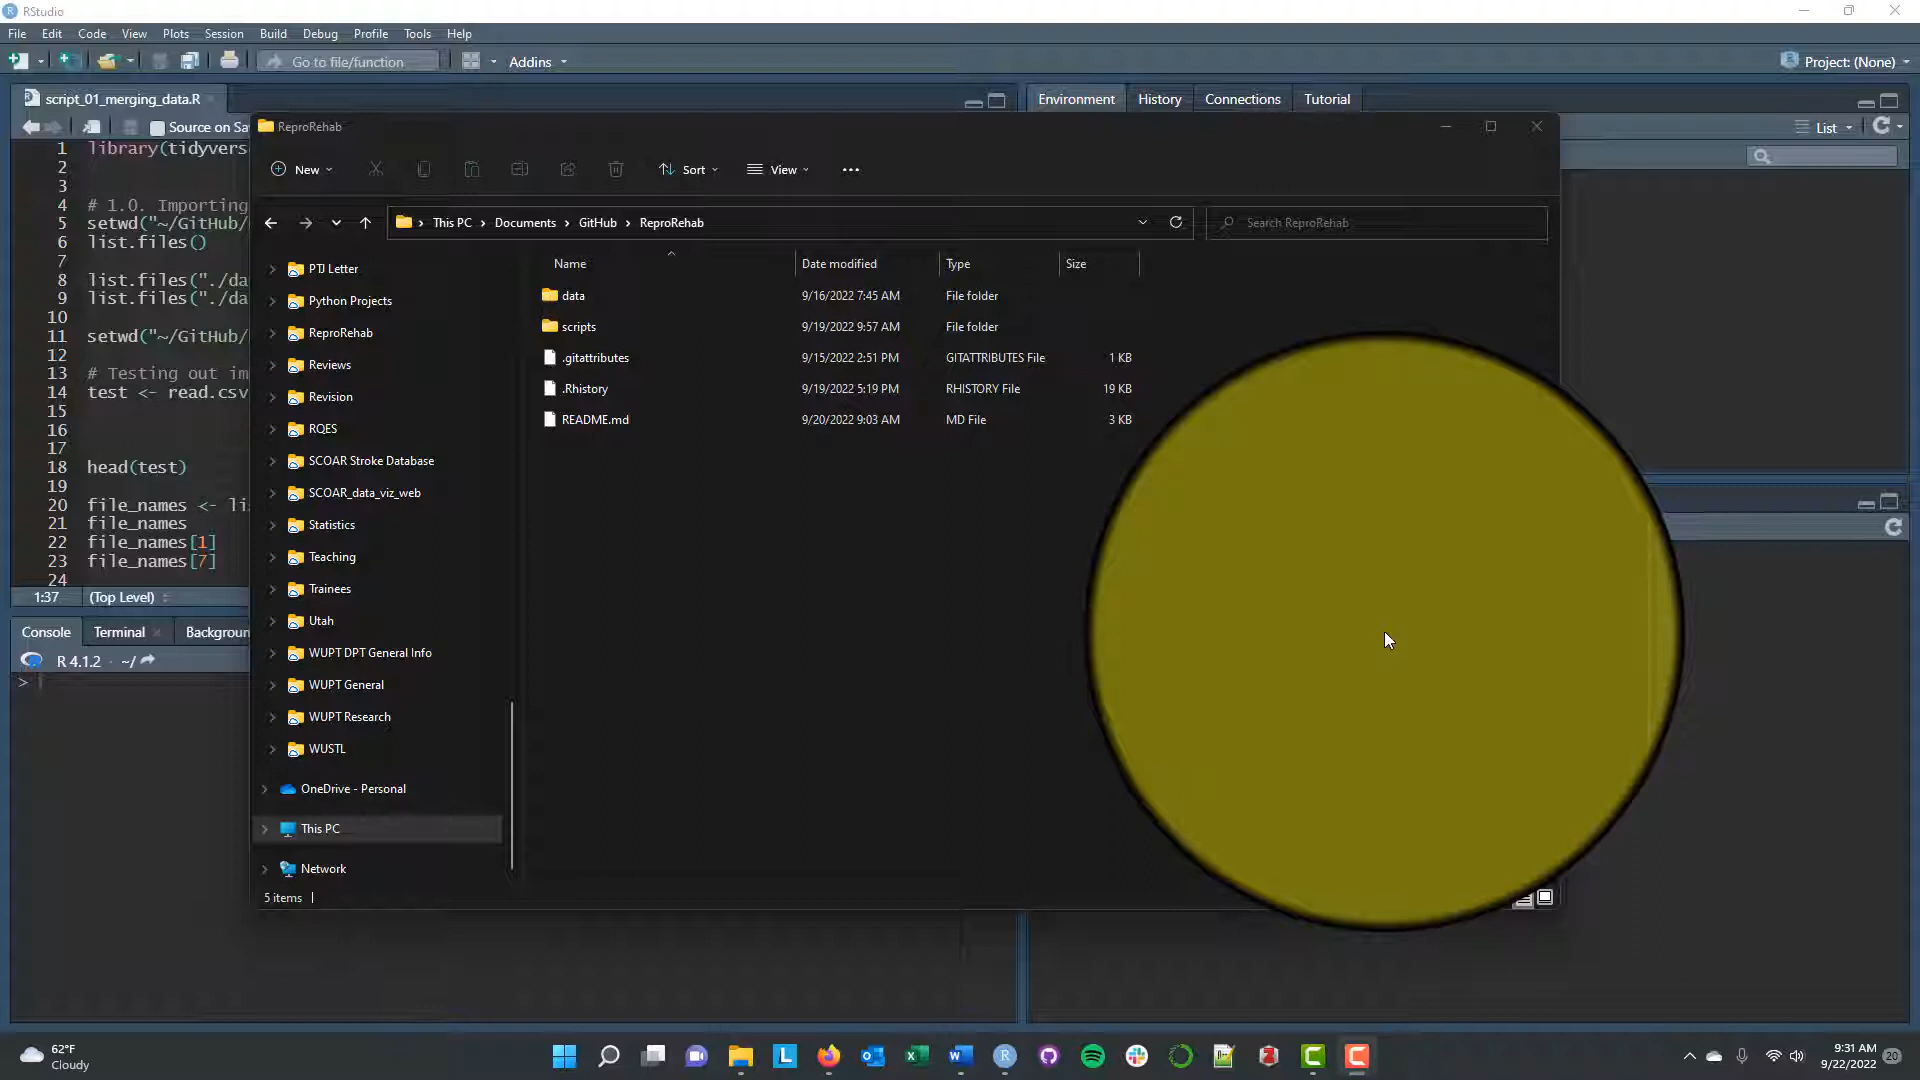 RStudio
File Edit Code View Plots Session Build Debug Profile Tools Help
Go to file/function Addins Project: (None)
script_01_merging_data.R Environment History Connections Tutorial
Source on Sa List
1 library(tidyvers
2
3
4 # 1.0. Importing
5 setwd("~/GitHub/
6 list.files()
7
8 list.files("./da
9 list.files("./da
10
11 setwd("~/GitHub/
12
13 # Testing out im
14 test <- read.csv
15
16
17
18 head(test)
19
20 file_names <- li
21 file_names
22 file_names[1]
23 file_names[7]
24
1:37 (Top Level)
Console Terminal Backgroun
R 4.1.2 · ~/
>
ReproRehab
New Sort View
This PC Documents GitHub ReproRehab Search ReproRehab
PTJ Letter
Python Projects
ReproRehab
Reviews
Revision
RQES
SCOAR Stroke Database
SCOAR_data_viz_web
Statistics
Teaching
Trainees
Utah
WUPT DPT General Info
WUPT General
WUPT Research
WUSTL
OneDrive - Personal
This PC
Network
Name Date modified Type Size
data 9/16/2022 7:45 AM File folder
scripts 9/19/2022 9:57 AM File folder
.gitattributes 9/15/2022 2:51 PM GITATTRIBUTES File 1 KB
.Rhistory 9/19/2022 5:19 PM RHISTORY File 19 KB
README.md 9/20/2022 9:03 AM MD File 3 KB
5 items
62°F
Cloudy
9:31 AM
9/22/2022
20